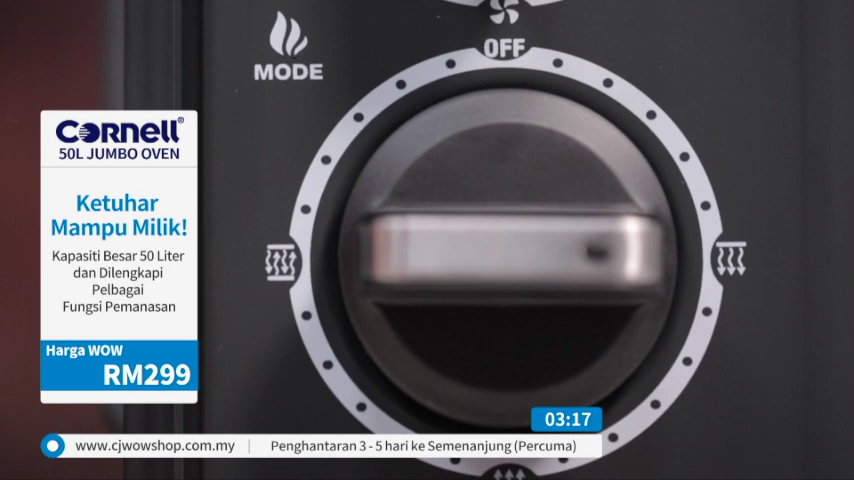 MODE
OFF
Cornell®
50L JUMBO OVEN
Ketuhar
Mampu Milik!
Kapasiti Besar 50 Liter
dan Dilengkapi
Pelbagai
Fungsi Pemanasan
Harga WOW
RM299
03:17
www.cjwowshop.com.my | Penghantaran 3 - 5 hari ke Semenanjung (Percuma)